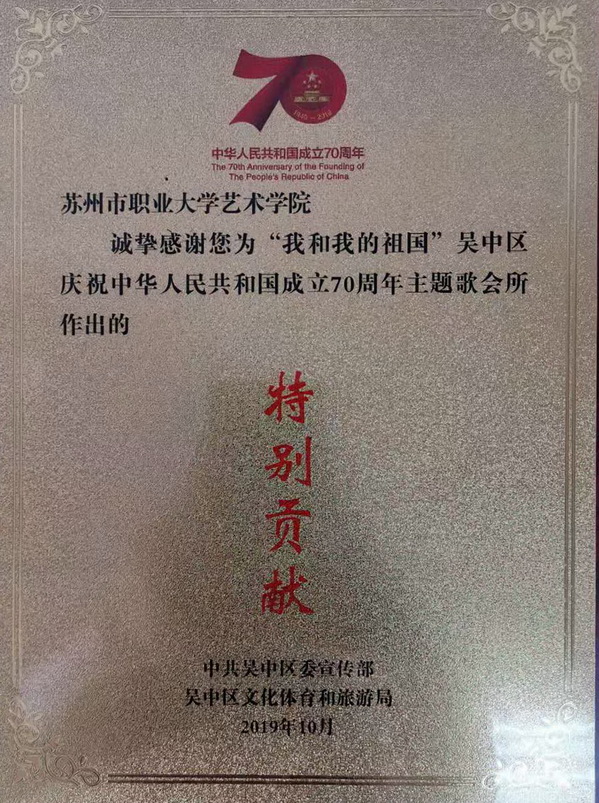 70
1949-2019
中华人民共和国成立70周年
The 70th Anniversary of the Founding of
The People's Republic of China
苏州市职业大学艺术学院
诚挚感谢您为“我和我的祖国”吴中区
庆祝中华人民共和国成立70周年主题歌会所
作出的
特
别
贡
献
中共吴中区委宣传部
吴中区文化体育和旅游局
2019年10月